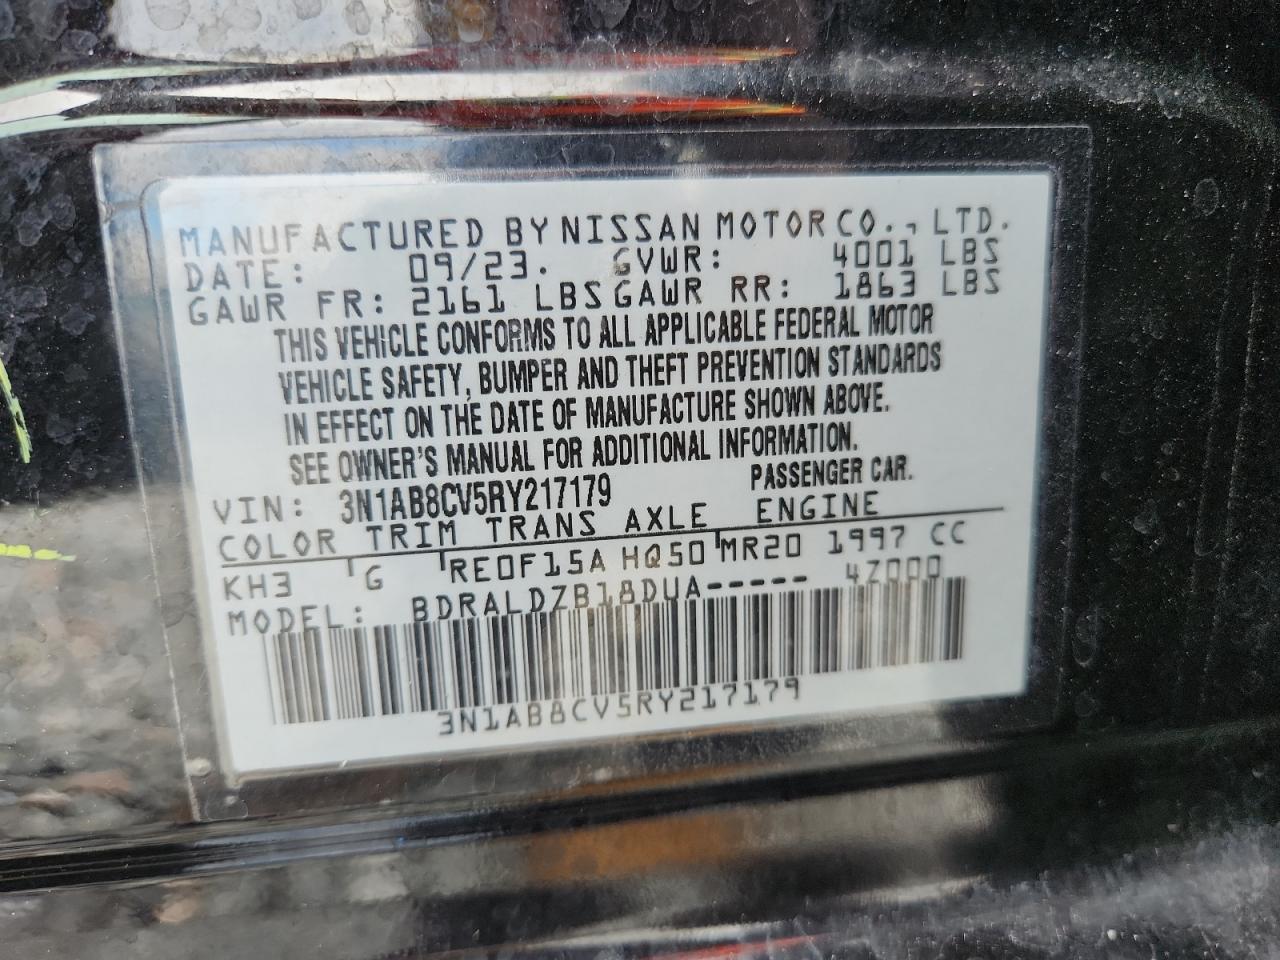 MANUFACTURED BY NISSAN MOTOR CO., LTD.
DATE: 09/23. GVWR: 4001 LBS
GAWR FR: 2161 LBS GAWR RR: 1863 LBS
THIS VEHICLE CONFORMS TO ALL APPLICABLE FEDERAL MOTOR
VEHICLE SAFETY, BUMPER AND THEFT PREVENTION STANDARDS
IN EFFECT ON THE DATE OF MANUFACTURE SHOWN ABOVE.
SEE OWNER'S MANUAL FOR ADDITIONAL INFORMATION.
VIN: 3N1AB8CV5RY217179 PASSENGER CAR.
COLOR TRIM TRANS AXLE ENGINE
KH3 G RE0F15A HQ50 MR20 1997 CC
MODEL: BDRALDZB18DUA----- 4Z000
3N1AB8CV5RY217179